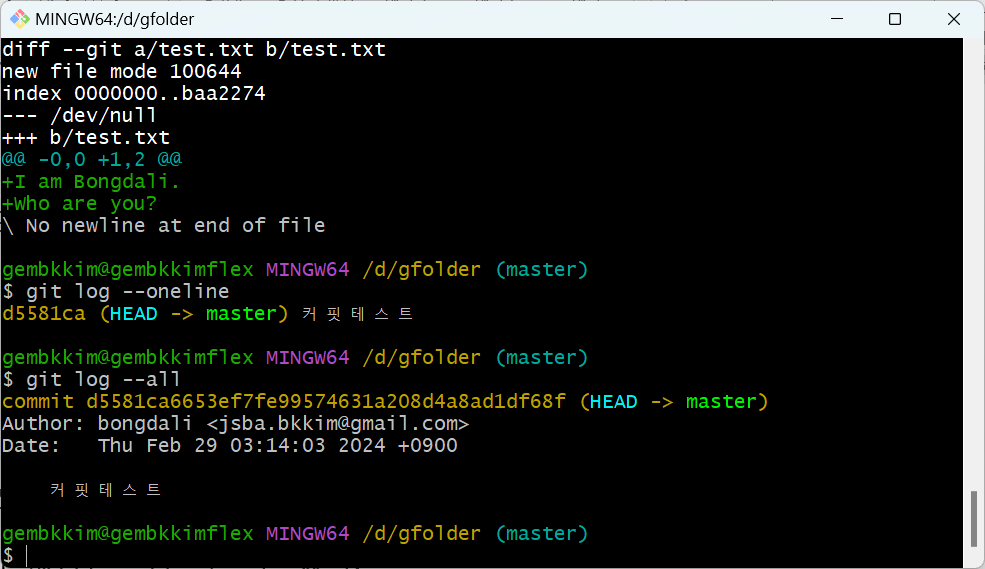 MINGW64:/d/gfolder
diff --git a/test.txt b/test.txt
new file mode 100644
index 0000000..baa2274
--- /dev/null
+++ b/test.txt
@@ -0,0 +1,2 @@
+I am Bongdali.
+Who are you?
\ No newline at end of file
gembkkim@gembkkimflex MINGW64 /d/gfolder (master)
$ git log --oneline
d5581ca (HEAD -> master) 커핏테스트
gembkkim@gembkkimflex MINGW64 /d/gfolder (master)
$ git log --all
commit d5581ca6653ef7fe99574631a208d4a8ad1df68f (HEAD -> master)
Author: bongdali <jsba.bkkim@gmail.com>
Date:   Thu Feb 29 03:14:03 2024 +0900
커핏테스트
gembkkim@gembkkimflex MINGW64 /d/gfolder (master)
$